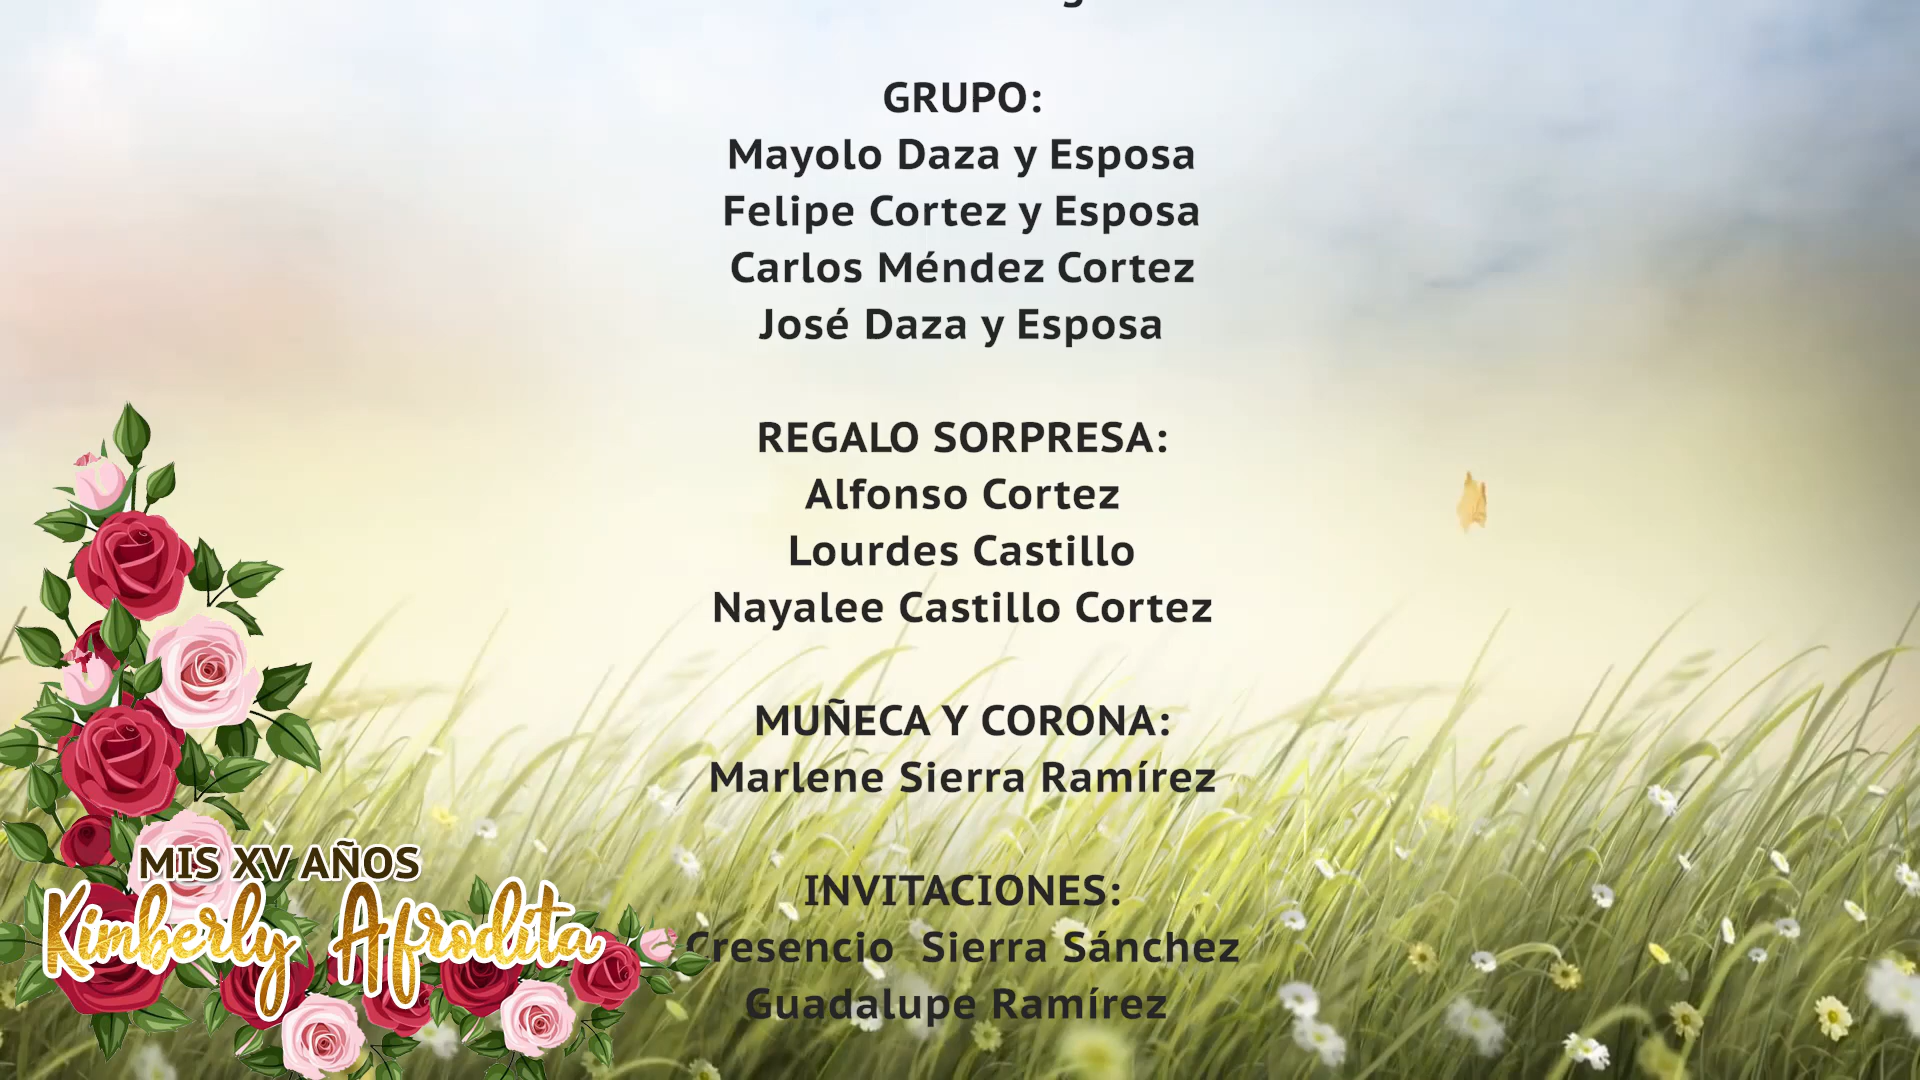 GRUPO:
Mayolo Daza y Esposa
Felipe Cortez y Esposa
Carlos Méndez Cortez
José Daza y Esposa
REGALO SORPRESA:
Alfonso Cortez
Lourdes Castillo
Nayalee Castillo Cortez
MUÑECA Y CORONA:
Marlene Sierra Ramírez
INVITACIONES:
Cresencio Sierra Sánchez
Guadalupe Ramírez
MIS XV AÑOS
Kimberly Afrodita